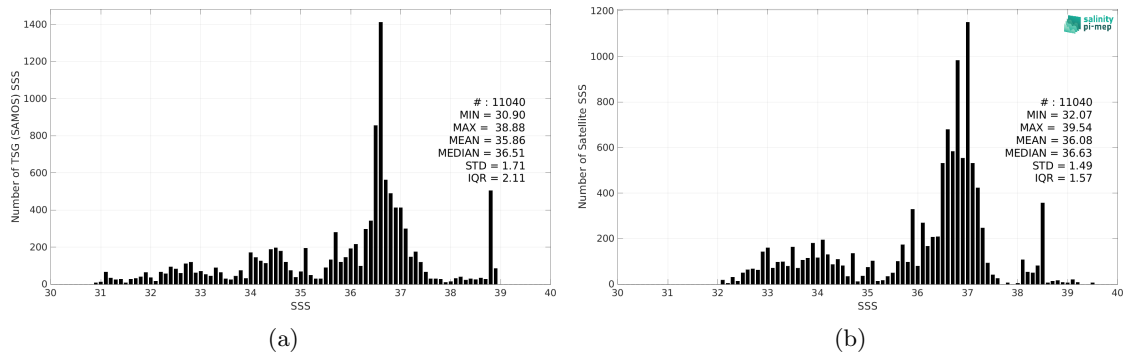 1400
1200
1000
800
600
400
200
0
Number of TSG (SAMOS) SSS
# : 11040
MIN = 30.90
MAX = 38.88
MEAN = 35.86
MEDIAN = 36.51
STD = 1.71
IQR = 2.11
30 31 32 33 34 35 36 37 38 39 40
SSS
(a)
1200
1000
800
600
400
200
0
Number of Satellite SSS
salinity
pi-mep
# : 11040
MIN = 32.07
MAX = 39.54
MEAN = 36.08
MEDIAN = 36.63
STD = 1.49
IQR = 1.57
30 31 32 33 34 35 36 37 38 39 40
SSS
(b)